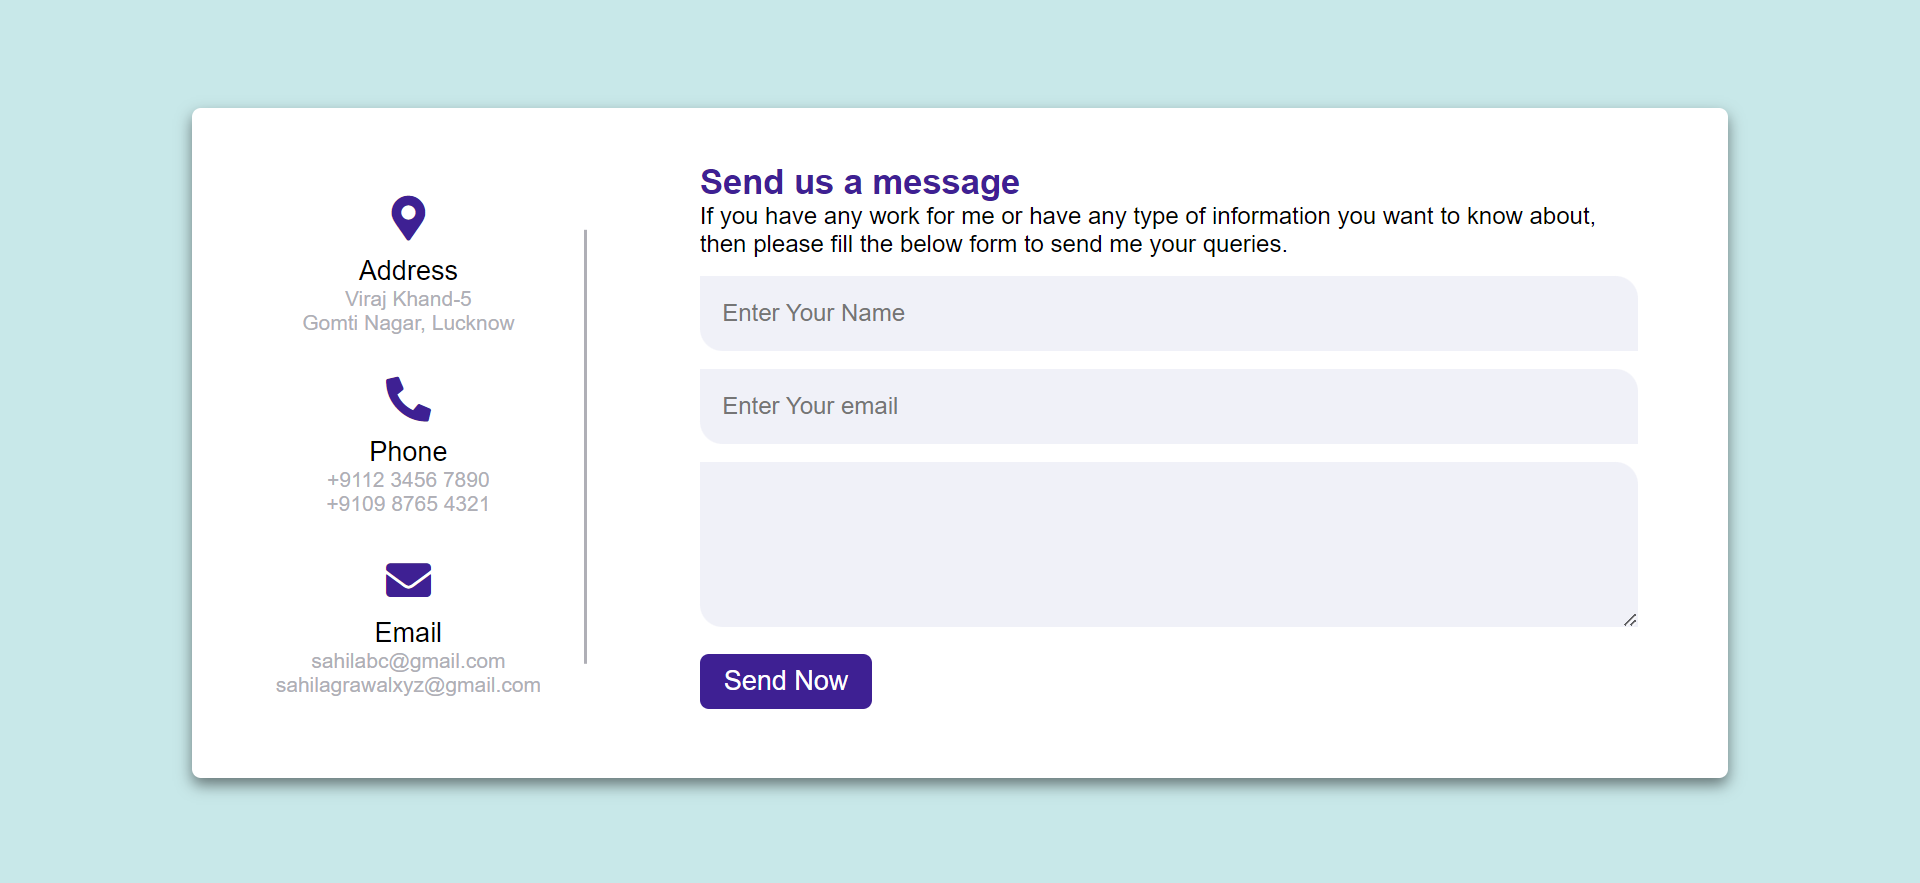 Address
Viraj Khand-5
Gomti Nagar, Lucknow
Phone
+9112 3456 7890
+9109 8765 4321
Email
sahilabc@gmail.com
sahilagrawalxyz@gmail.com
Send us a message
If you have any work for me or have any type of information you want to know about,
then please fill the below form to send me your queries.
Enter Your Name
Enter Your email
Send Now